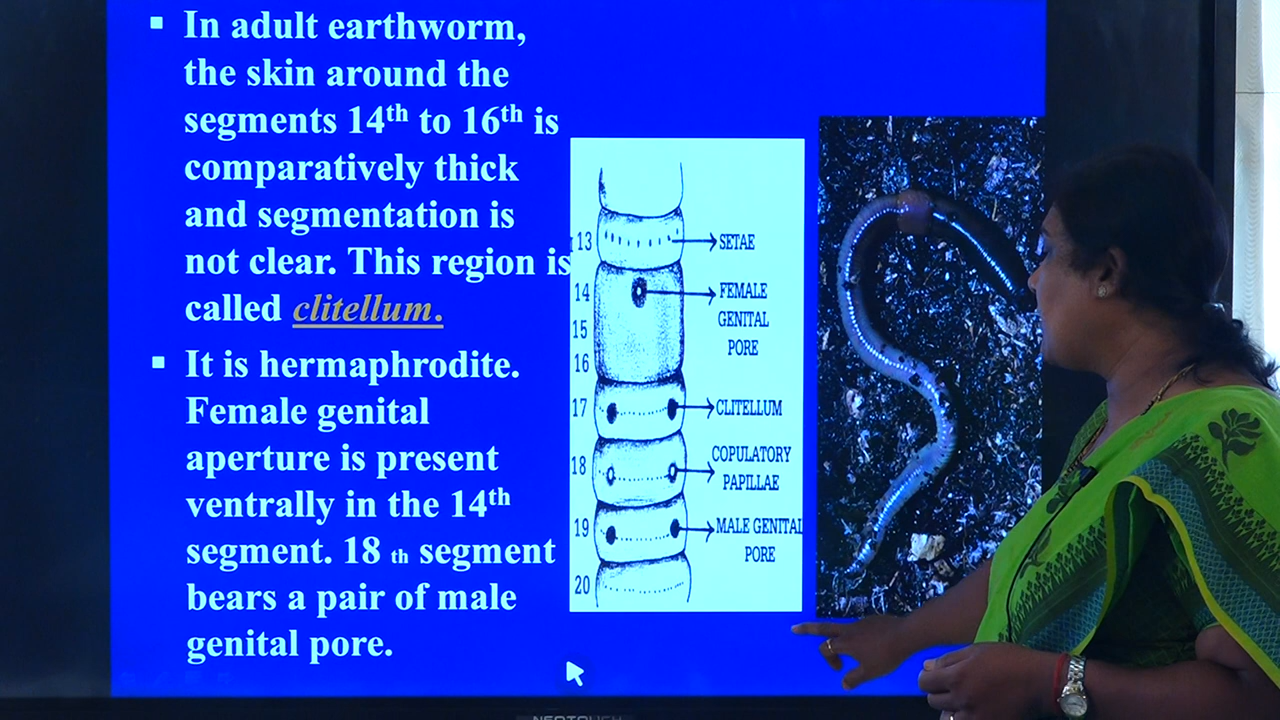 ▪ In adult earthworm,
the skin around the
segments 14th to 16th is
comparatively thick
and segmentation is
not clear. This region is
called clitellum.
▪ It is hermaphrodite.
Female genital
aperture is present
ventrally in the 14th
segment. 18 th segment
bears a pair of male
genital pore.
13
SETAE
14
FEMALE
GENITAL
PORE
15
16
17
CLITELLUM
18
COPULATORY
PAPILLAE
19
MALE GENITAL
PORE
20